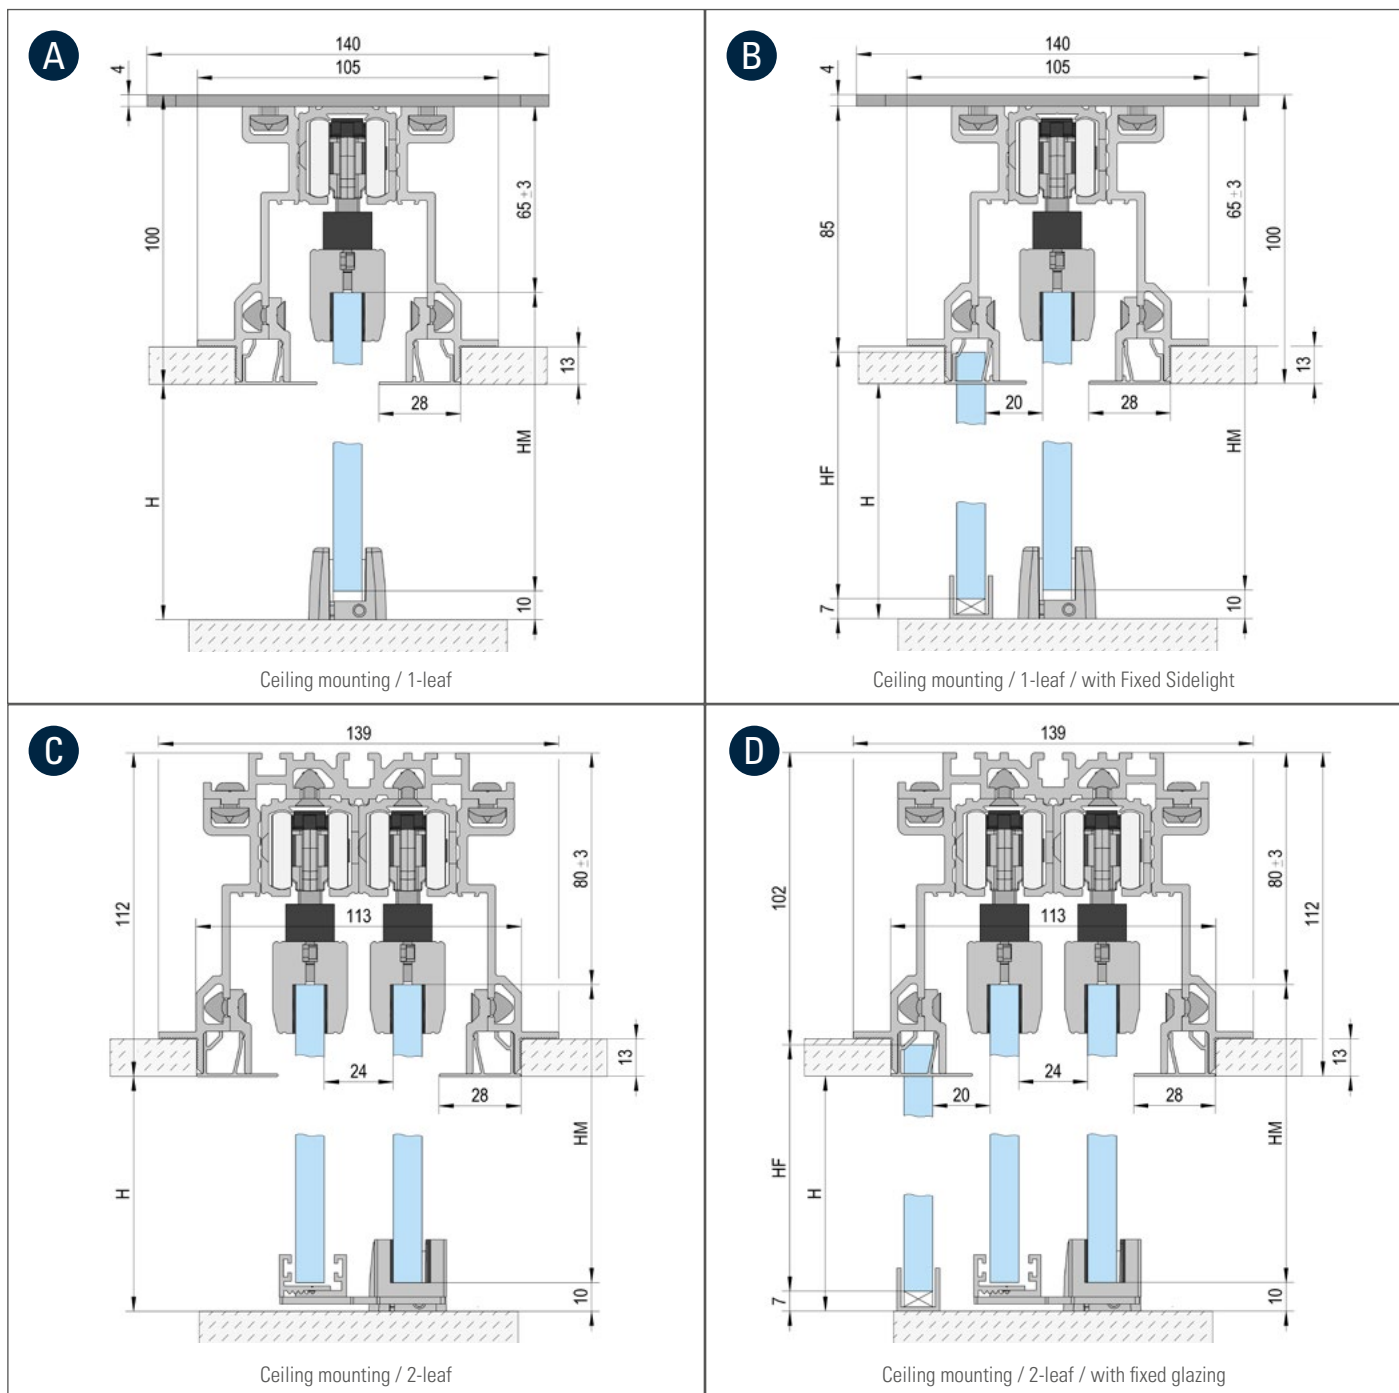 A
140
105
4
100
65 ±3
13
28
HM
H
10
Ceiling mounting / 1-leaf
B
140
105
4
85
65 ±3
100
13
20
28
HF
H
HM
7
10
Ceiling mounting / 1-leaf / with Fixed Sidelight
C
139
112
80 ±3
113
13
24
28
HM
H
10
Ceiling mounting / 2-leaf
D
139
102
80 ±3
112
113
13
20
24
28
HF
H
HM
7
10
Ceiling mounting / 2-leaf / with fixed glazing